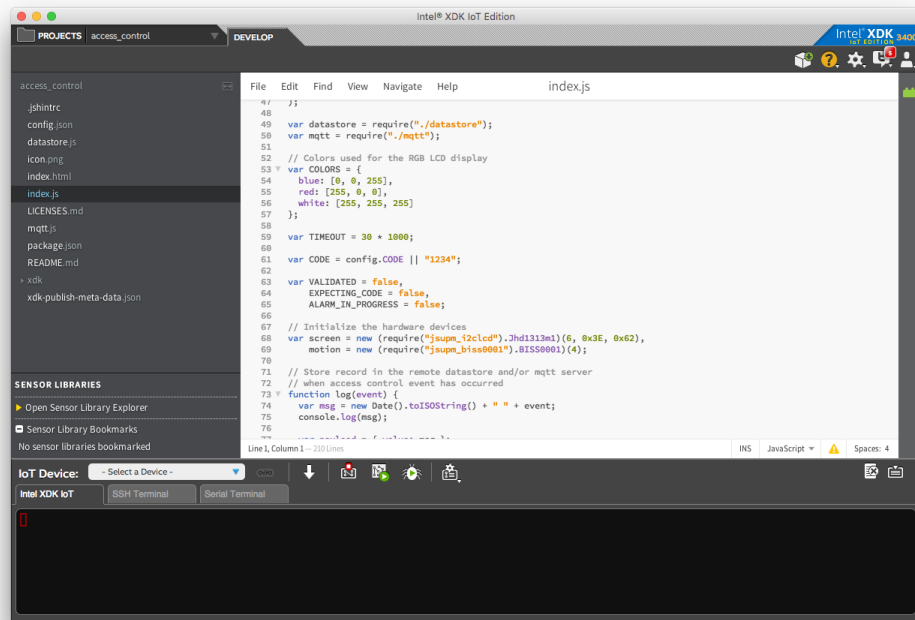 Intel® XDK IoT Edition
PROJECTS access_control DEVELOP
Intel® XDK
IoT EDITION 3400
access_control
.jshintrc
config.json
datastore.js
icon.png
index.html
index.js
LICENSES.md
mqtt.js
package.json
README.md
xdk
xdk-publish-meta-data.json
SENSOR LIBRARIES
Open Sensor Library Explorer
Sensor Library Bookmarks
No sensor libraries bookmarked
File Edit Find View Navigate Help index.js
47 };
48
49 var datastore = require("./datastore");
50 var mqtt = require("./mqtt");
51
52 // Colors used for the RGB LCD display
53 var COLORS = {
54 blue: [0, 0, 255],
55 red: [255, 0, 0],
56 white: [255, 255, 255]
57 };
58
59 var TIMEOUT = 30 * 1000;
60
61 var CODE = config.CODE || "1234";
62
63 var VALIDATED = false,
64 EXPECTING_CODE = false,
65 ALARM_IN_PROGRESS = false;
66
67 // Initialize the hardware devices
68 var screen = new (require("jsupm_i2clcd").Jhd1313m1)(6, 0x3E, 0x62),
69 motion = new (require("jsupm_biss0001").BISS0001)(4);
70
71 // Store record in the remote datastore and/or mqtt server
72 // when access control event has occurred
73 function log(event) {
74 var msg = new Date().toISOString() + " " + event;
75 console.log(msg);
76
77 var payload = { value: msg };
Line 1, Column 1 — 210 Lines INS JavaScript Spaces: 4
IoT Device: - Select a Device -
Intel XDK IoT SSH Terminal Serial Terminal